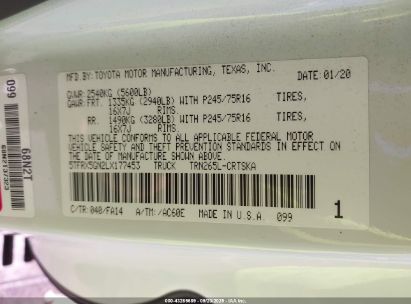 MFD.BY:TOYOTA MOTOR MANUFACTURING, TEXAS, INC.
DATE: 01/20
GVWR: 2540KG (5600LB)
GAWR: FRT. 1335KG (2940LB) WITH P245/75R16 TIRES,
16X7J RIMS.
RR. 1490KG (3280LB) WITH P245/75R16 TIRES,
16X7J RIMS.
THIS VEHICLE CONFORMS TO ALL APPLICABLE FEDERAL MOTOR
VEHICLE SAFETY AND THEFT PREVENTION STANDARDS IN EFFECT ON
THE DATE OF MANUFACTURE SHOWN ABOVE.
5TFRX5GN2LX177453 TRUCK TRN265L-CRTSKA
C/TR: 040/FA14 A/TM: /AC60E MADE IN U.S.A 099
1
099
68N2T